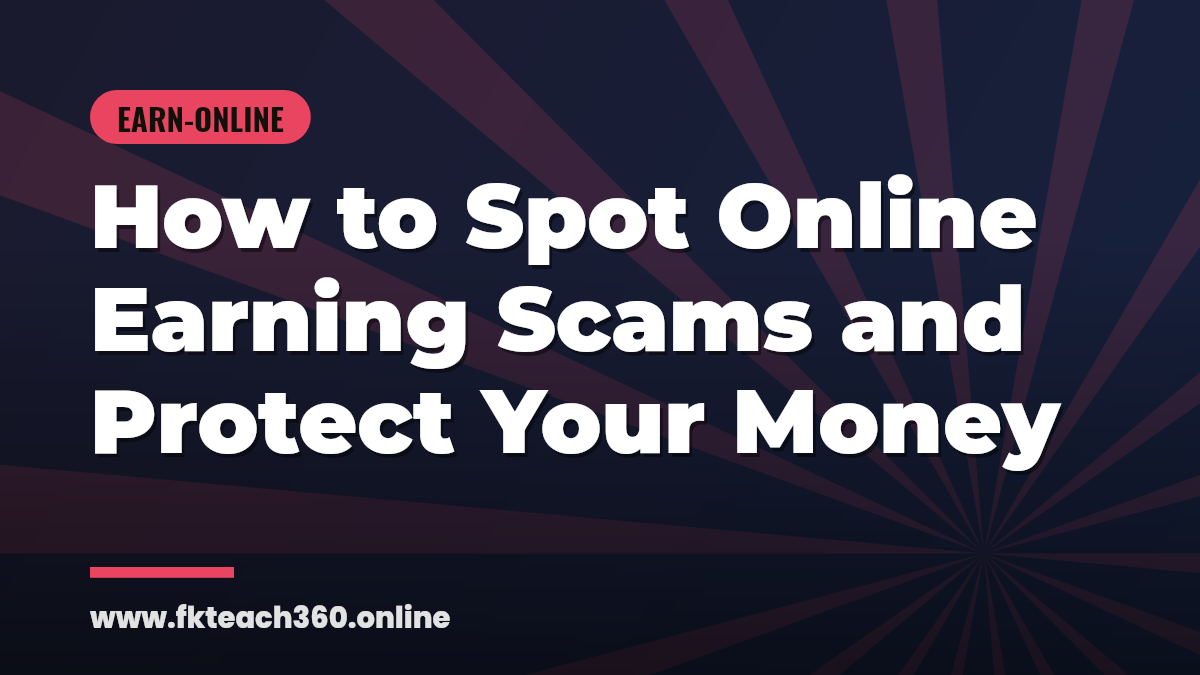 EARN-ONLINE
How to Spot Online
Earning Scams and
Protect Your Money
www.fkteach360.online